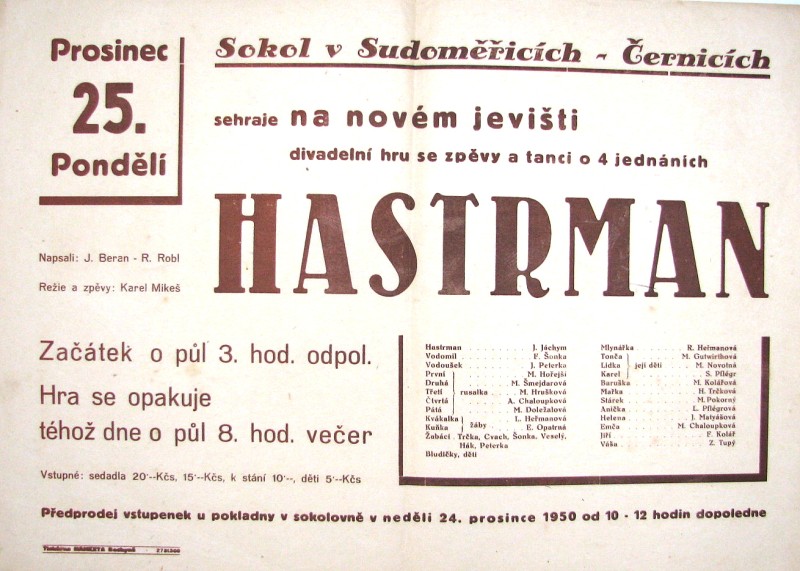 Prosinec
25.
Pondělí
Sokol v Sudoměřicích - Černicích
sehraje na novém jevišti
divadelní hru se zpěvy a tanci o 4 jednáních
HASTRMAN
Napsali: J. Beran - R. Robl
Režie a zpěvy: Karel Mikeš
Začátek o půl 3. hod. odpol.
Hra se opakuje
téhož dne o půl 8. hod. večer
Vstupné: sedadla 20·--Kčs, 15·--Kčs, k stání 10·--, děti 5·--Kčs
Hastrman J. Jáchym
Vodomil F. Šonka
Vodoušek J. Peterka
První M. Hořejší
Druhá M. Šmejdarová
Třetí rusalka M. Hrušková
Čtvrtá A. Chaloupková
Pátá M. Doležalová
Kvákalka L. Heřmanová
Kuňka žáby E. Opatrná
Žabáci: Trčka, Cvach, Šonka, Veselý,
Hák, Peterka
Bludičky, děti
Mlynářka R. Heřmanová
Tonča M. Gutwirthová
Lidka její děti M. Novotná
Karel S. Pflégr
Baruška M. Kolářová
Mařka H. Trčková
Stárek M. Pokorný
Anička L. Pflégrová
Helena J. Matyášová
Emča M. Chaloupková
Jiří F. Kolář
Váša Z. Tupý
Předprodej vstupenek u pokladny v sokolovně v neděli 24. prosince 1950 od 10 - 12 hodin dopoledne
Tiskárna